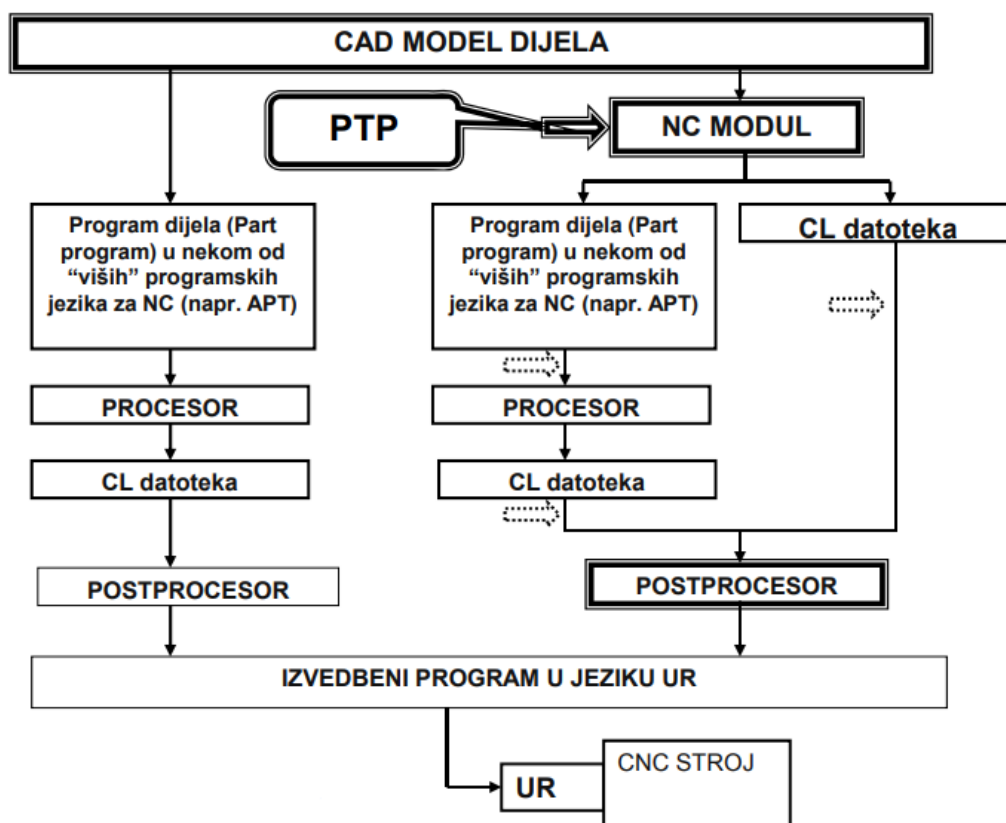 CAD MODEL DIJELA
PTP
NC MODUL
Program dijela (Part
program) u nekom od
“viših” programskih
jezika za NC (napr. APT)
Program dijela (Part
program) u nekom od
“viših” programskih
jezika za NC (napr. APT)
CL datoteka
PROCESOR
PROCESOR
CL datoteka
CL datoteka
POSTPROCESOR
POSTPROCESOR
IZVEDBENI PROGRAM U JEZIKU UR
UR
CNC STROJ